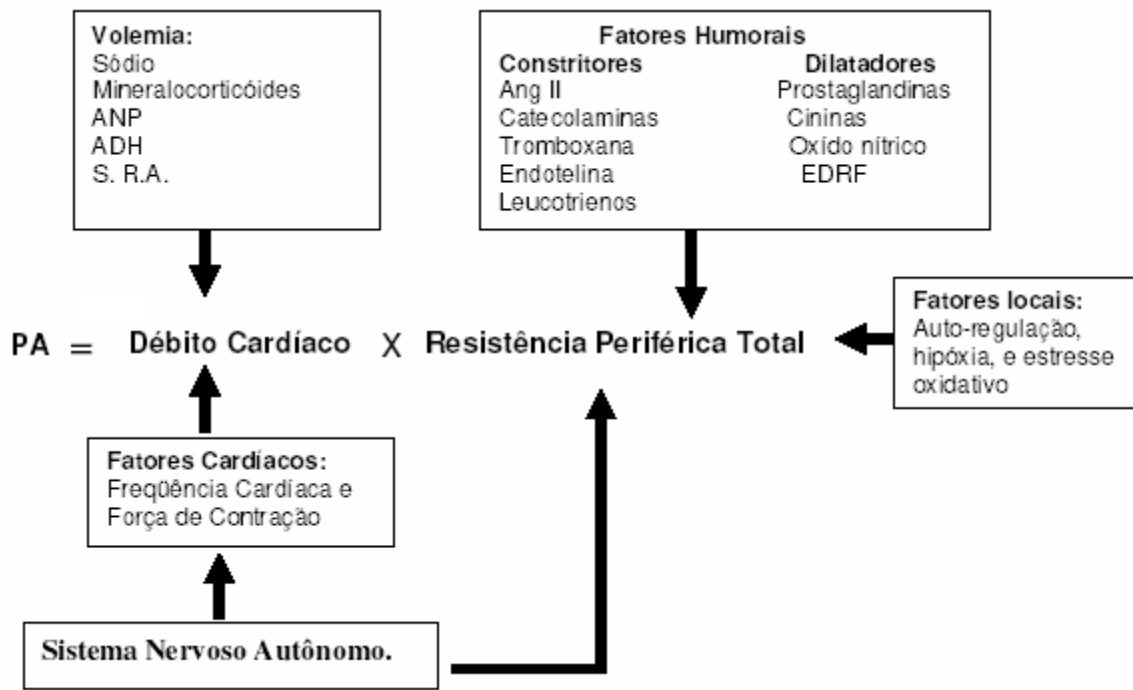 Volemia:
Sódio
Mineralocorticóides
ANP
ADH
S. R.A.
Fatores Humorais
Constritores
Ang II
Catecolaminas
Tromboxana
Endotelina
Leucotrienos
Dilatadores
Prostaglandinas
Cininas
Oxído nítrico
EDRF
PA = Débito Cardíaco X Resistência Periférica Total
Fatores locais:
Auto-regulação,
hipóxia, e estresse
oxidativo
Fatores Cardíacos:
Freqüência Cardíaca e
Força de Contração
Sistema Nervoso Autônomo.